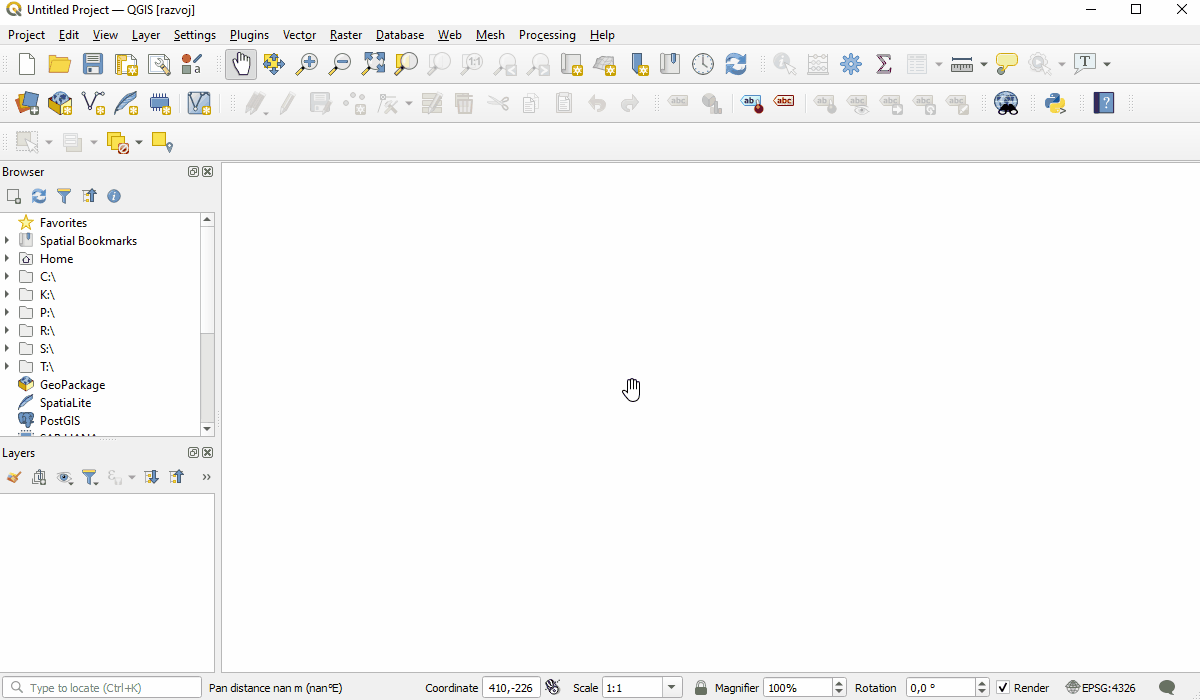 Untitled Project — QGIS [razvoj]
Project Edit View Layer Settings Plugins Vector Raster Database Web Mesh Processing Help
Browser
Favorites
Spatial Bookmarks
Home
C:\
K:\
P:\
R:\
S:\
T:\
GeoPackage
SpatiaLite
PostGIS
Layers
Type to locate (Ctrl+K) Pan distance nan m (nan°E) Coordinate 410,-226 Scale 1:1 Magnifier 100% Rotation 0,0 ° Render EPSG:4326